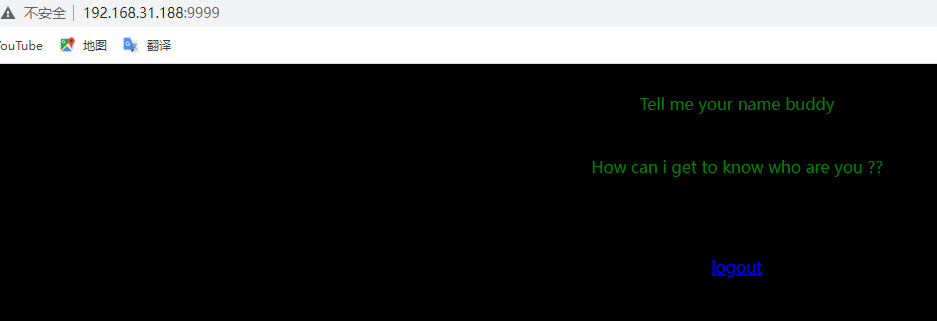 不安全 192.168.31.188:9999
YouTube 地图 翻译
Tell me your name buddy
How can i get to know who are you ??
logout